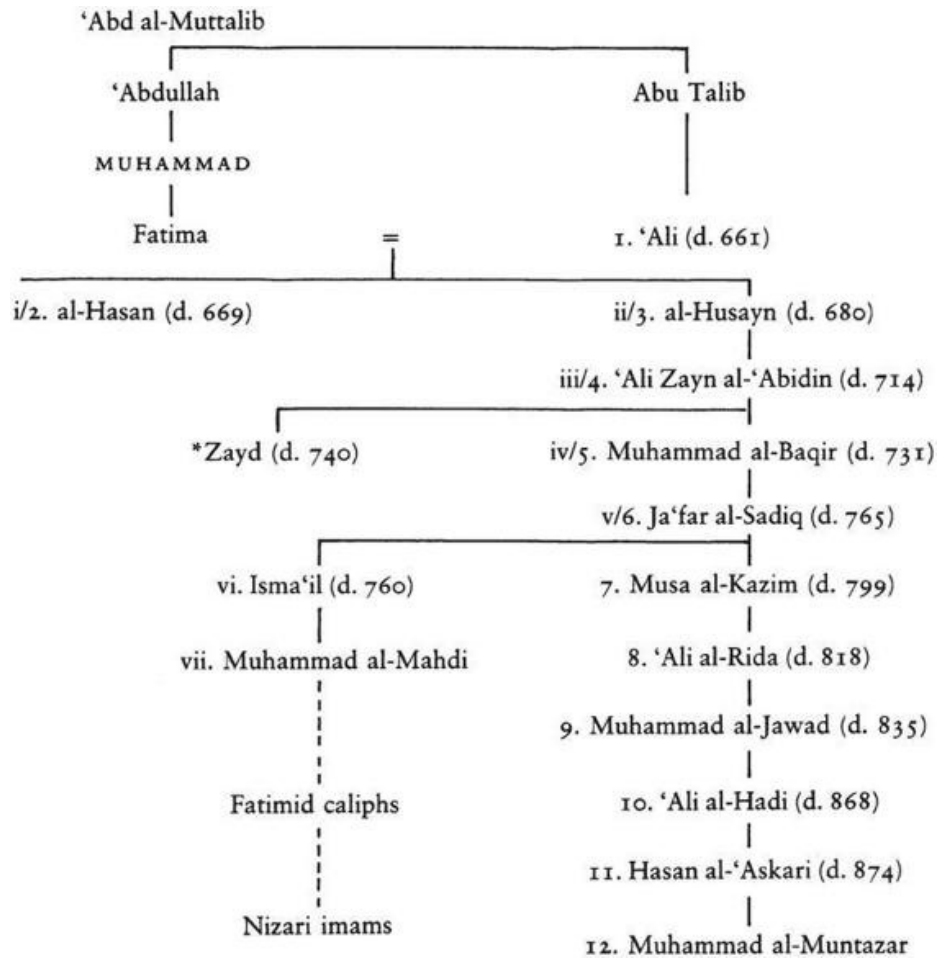 ‘Abd al-Muttalib
‘Abdullah Abu Talib
MUHAMMAD
Fatima = 1. ‘Ali (d. 661)
i/2. al-Hasan (d. 669) ii/3. al-Husayn (d. 680)
iii/4. ‘Ali Zayn al-‘Abidin (d. 714)
*Zayd (d. 740) iv/5. Muhammad al-Baqir (d. 731)
v/6. Ja‘far al-Sadiq (d. 765)
vi. Isma‘il (d. 760) 7. Musa al-Kazim (d. 799)
vii. Muhammad al-Mahdi 8. ‘Ali al-Rida (d. 818)
9. Muhammad al-Jawad (d. 835)
Fatimid caliphs 10. ‘Ali al-Hadi (d. 868)
11. Hasan al-‘Askari (d. 874)
Nizari imams 12. Muhammad al-Muntazar